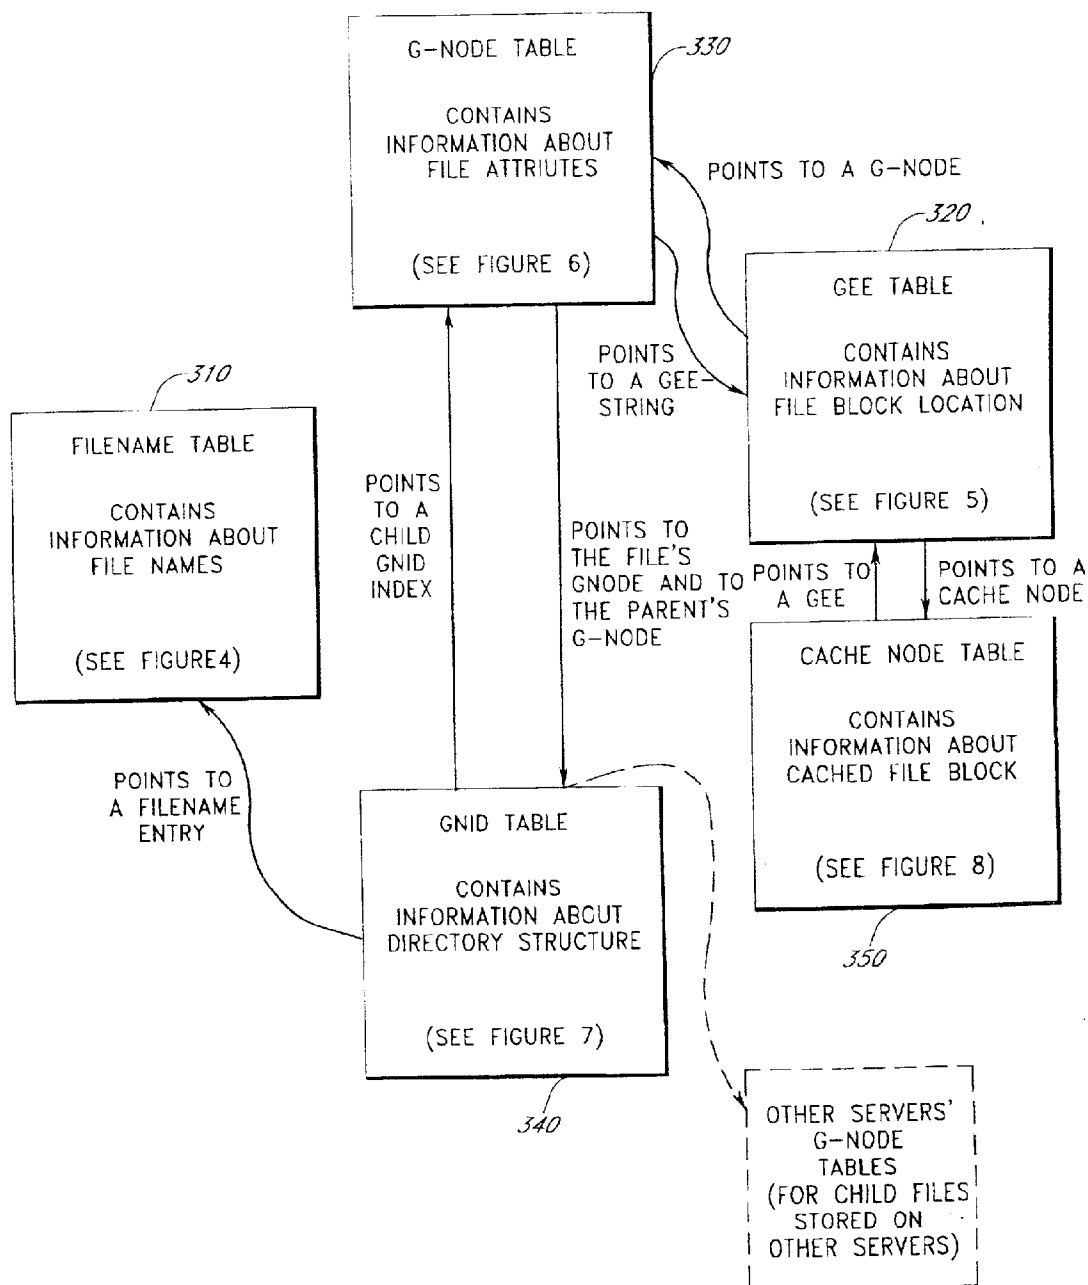 G-NODE TABLE
CONTAINS
INFORMATION ABOUT
FILE ATTRIUTES
(SEE FIGURE 6)
330
POINTS TO A G-NODE
320
GEE TABLE
CONTAINS
INFORMATION ABOUT
FILE BLOCK LOCATION
(SEE FIGURE 5)
POINTS
TO A GEE-
STRING
310
FILENAME TABLE
CONTAINS
INFORMATION ABOUT
FILE NAMES
(SEE FIGURE4)
POINTS
TO A
CHILD
GNID
INDEX
POINTS TO
THE FILE'S
GNODE AND TO
THE PARENT'S
G-NODE
POINTS TO
A GEE
POINTS TO A
CACHE NODE
CACHE NODE TABLE
CONTAINS
INFORMATION ABOUT
CACHED FILE BLOCK
(SEE FIGURE 8)
350
POINTS TO
A FILENAME
ENTRY
GNID TABLE
CONTAINS
INFORMATION ABOUT
DIRECTORY STRUCTURE
(SEE FIGURE 7)
340
OTHER SERVERS'
G-NODE
TABLES
(FOR CHILD FILES
STORED ON
OTHER SERVERS)